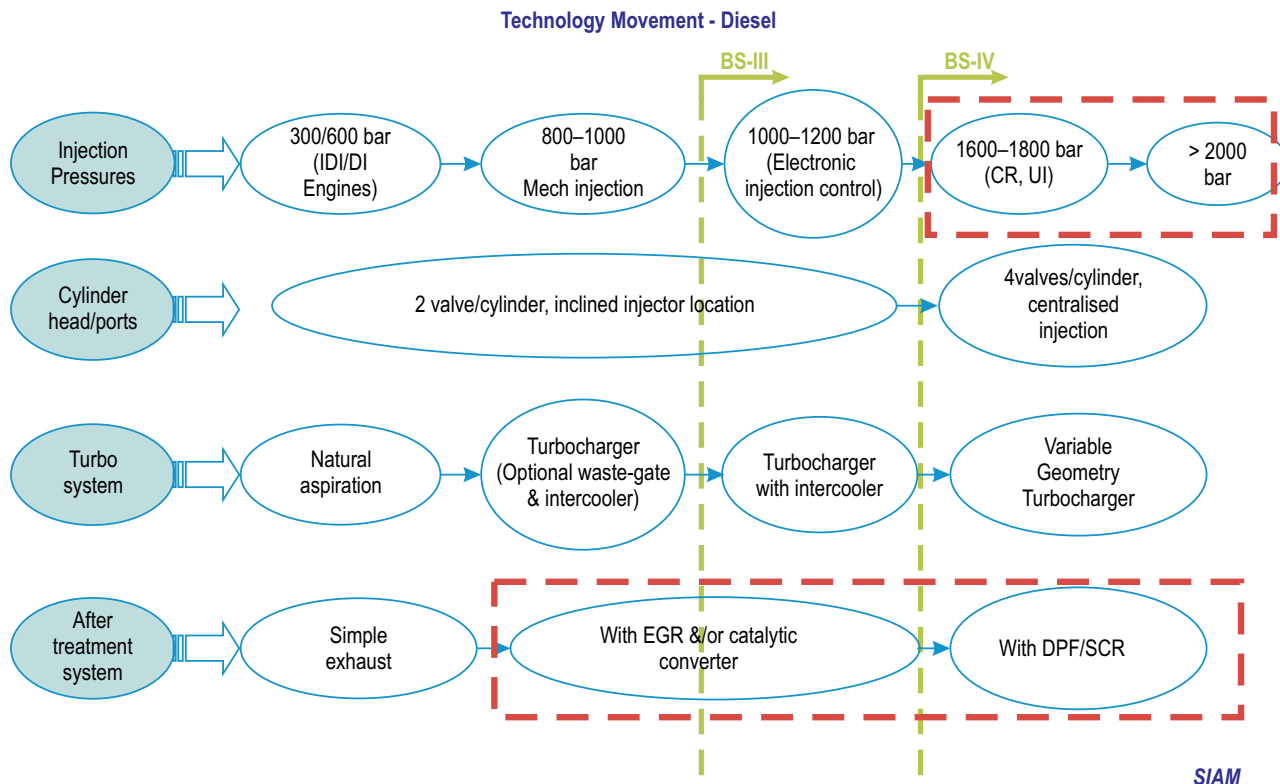 Technology Movement - Diesel
BS-III
BS-IV
Injection
Pressures
300/600 bar
(IDI/DI
Engines)
800–1000
bar
Mech injection
1000–1200 bar
(Electronic
injection control)
1600–1800 bar
(CR, UI)
> 2000
bar
Cylinder
head/ports
2 valve/cylinder, inclined injector location
4valves/cylinder,
centralised
injection
Turbo
system
Natural
aspiration
Turbocharger
(Optional waste-gate
& intercooler)
Turbocharger
with intercooler
Variable
Geometry
Turbocharger
After
treatment
system
Simple
exhaust
With EGR &/or catalytic
converter
With DPF/SCR
SIAM